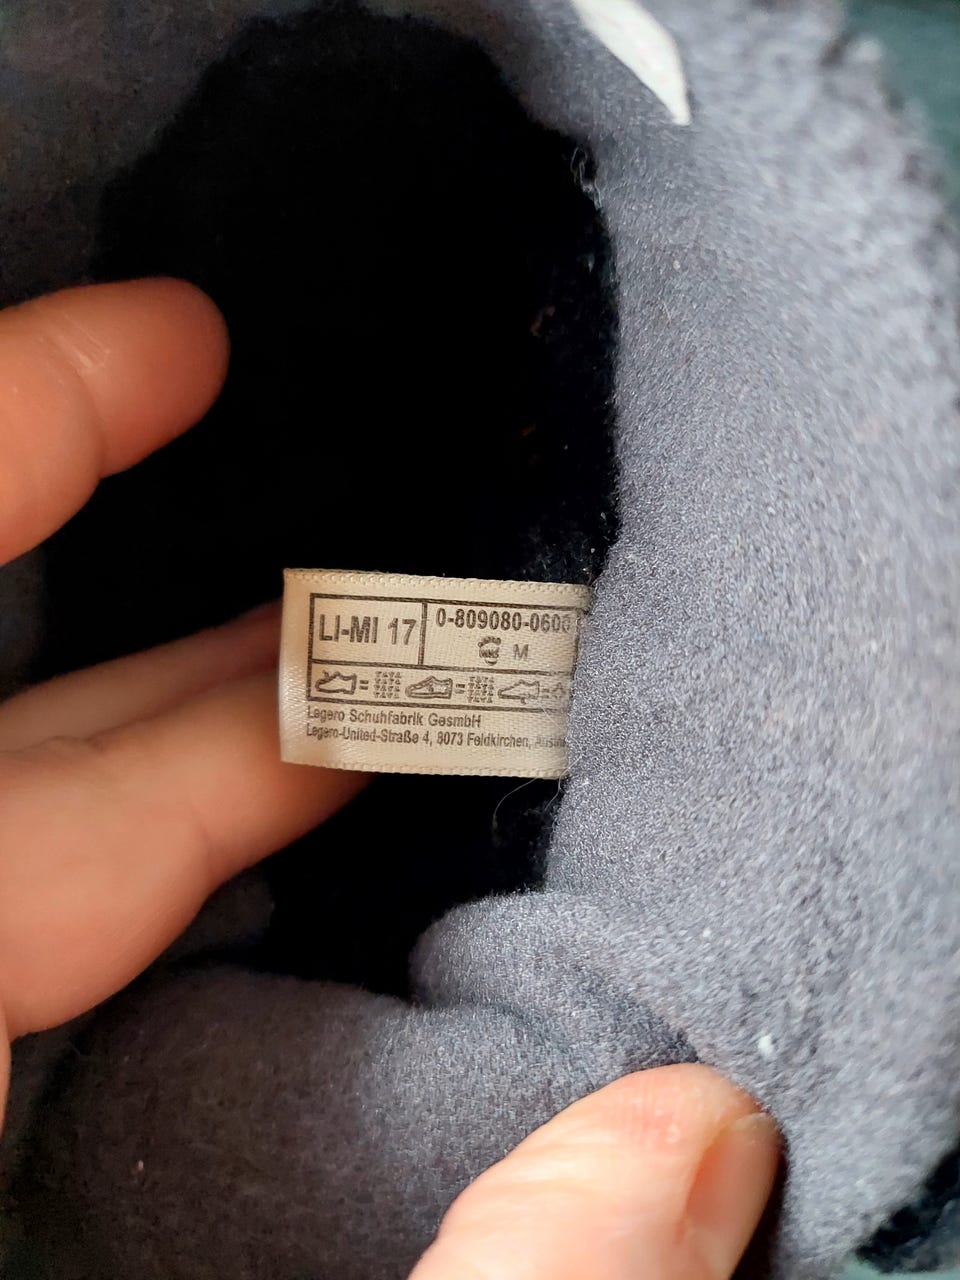 LI-MI 17
0-809080-0600
M
Legero Schuhfabrik GesmbH
Legero-United-Straße 4, 8073 Feldkirchen,